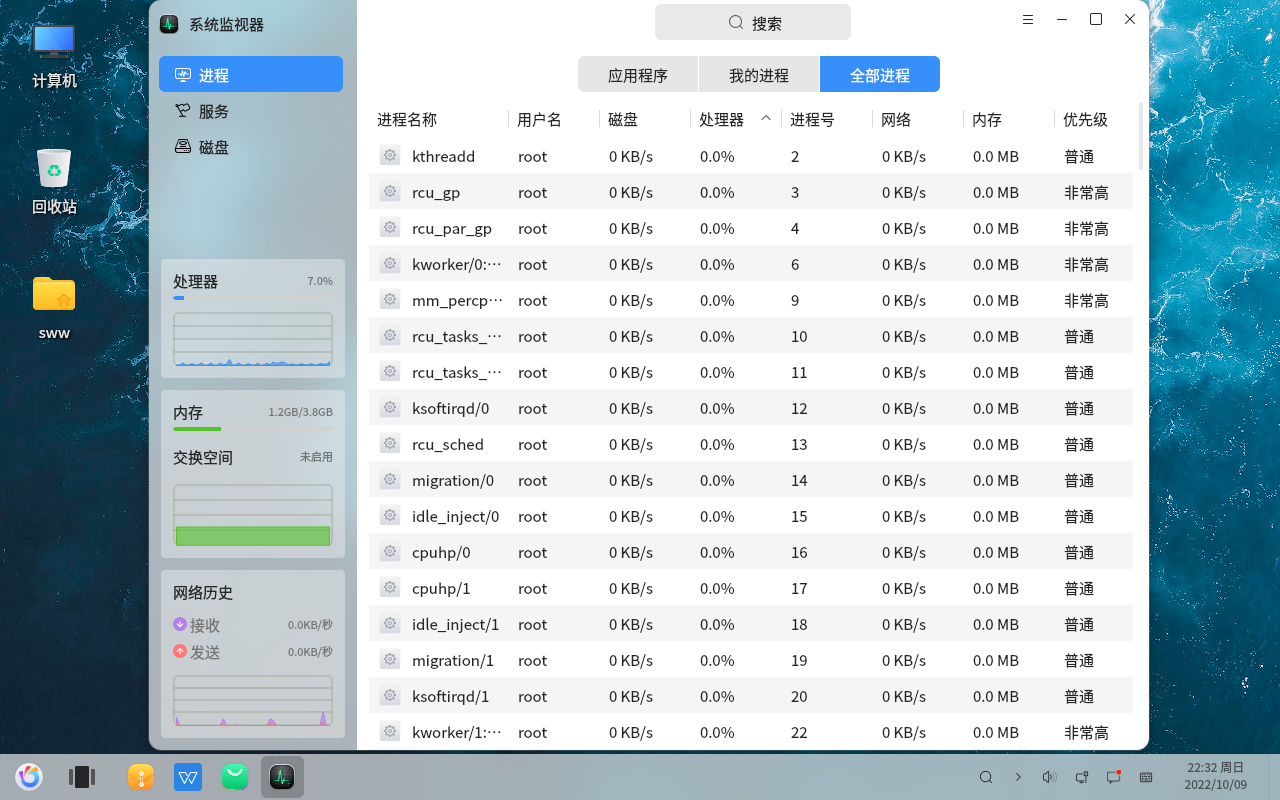 计算机
回收站
sww
系统监视器
进程
服务
磁盘
处理器 7.0%
内存 1.2GB/3.8GB
交换空间 未启用
网络历史
接收 0.0KB/秒
发送 0.0KB/秒
搜索
应用程序 我的进程 全部进程
进程名称 用户名 磁盘 处理器 进程号 网络 内存 优先级
kthreadd root 0 KB/s 0.0% 2 0 KB/s 0.0 MB 普通
rcu_gp root 0 KB/s 0.0% 3 0 KB/s 0.0 MB 非常高
rcu_par_gp root 0 KB/s 0.0% 4 0 KB/s 0.0 MB 非常高
kworker/0:··· root 0 KB/s 0.0% 6 0 KB/s 0.0 MB 非常高
mm_percp··· root 0 KB/s 0.0% 9 0 KB/s 0.0 MB 非常高
rcu_tasks_··· root 0 KB/s 0.0% 10 0 KB/s 0.0 MB 普通
rcu_tasks_··· root 0 KB/s 0.0% 11 0 KB/s 0.0 MB 普通
ksoftirqd/0 root 0 KB/s 0.0% 12 0 KB/s 0.0 MB 普通
rcu_sched root 0 KB/s 0.0% 13 0 KB/s 0.0 MB 普通
migration/0 root 0 KB/s 0.0% 14 0 KB/s 0.0 MB 普通
idle_inject/0 root 0 KB/s 0.0% 15 0 KB/s 0.0 MB 普通
cpuhp/0 root 0 KB/s 0.0% 16 0 KB/s 0.0 MB 普通
cpuhp/1 root 0 KB/s 0.0% 17 0 KB/s 0.0 MB 普通
idle_inject/1 root 0 KB/s 0.0% 18 0 KB/s 0.0 MB 普通
migration/1 root 0 KB/s 0.0% 19 0 KB/s 0.0 MB 普通
ksoftirqd/1 root 0 KB/s 0.0% 20 0 KB/s 0.0 MB 普通
kworker/1:··· root 0 KB/s 0.0% 22 0 KB/s 0.0 MB 非常高
22:32 周日
2022/10/09